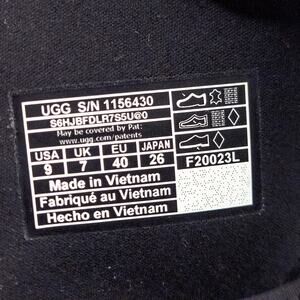 UGG S/N 1156430
S6HJBFDLR7S5U@0
May be covered by Pat:
www.ugg.com/patents
USA UK EU JAPAN
9 7 40 26
F20023L
Made in Vietnam
Fabriqué au Vietnam
Hecho en Vietnam